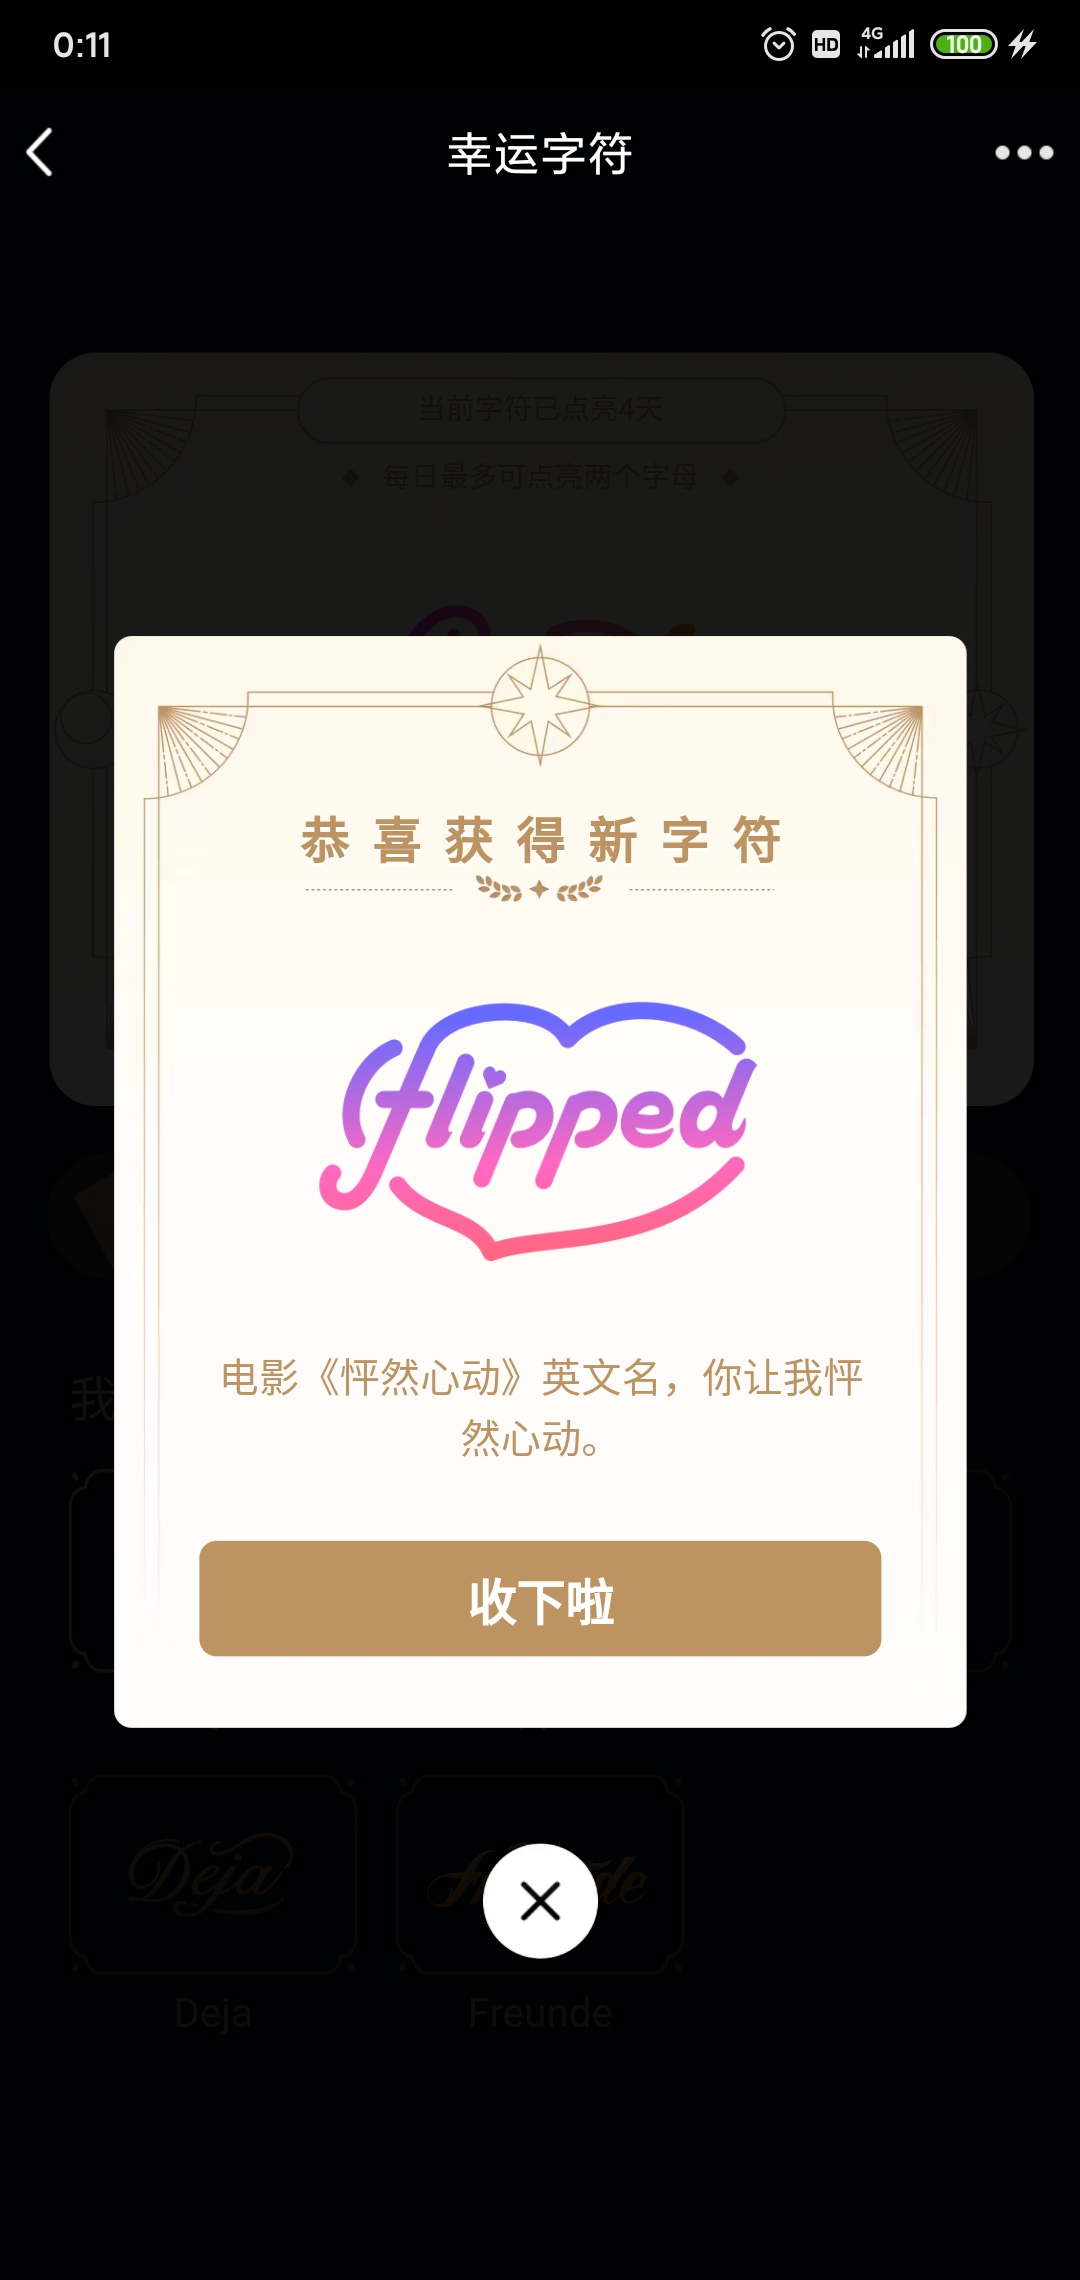 0:11
HD
4G
100
幸运字符
当前字符已点亮4天
每日最多可点亮两个字母
恭喜获得新字符
flipped
电影《怦然心动》英文名，你让我怦
然心动。
我
收下啦
Deja
Deja Freunde